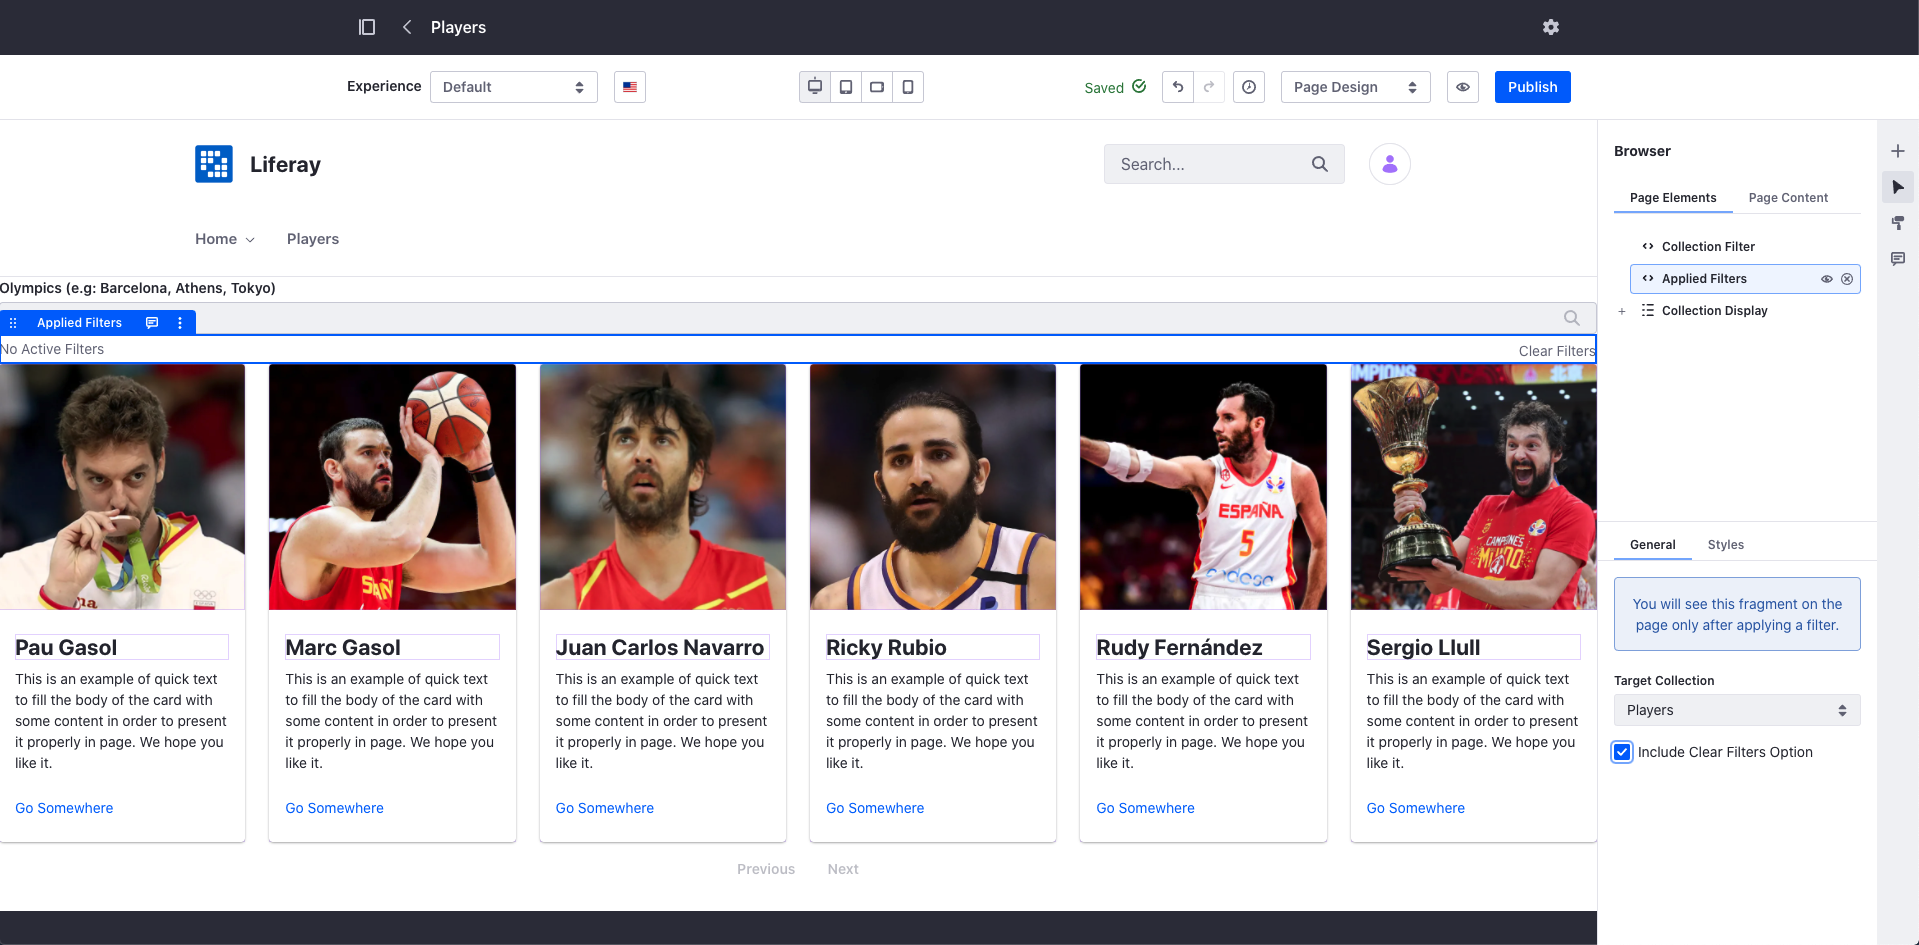 Players
Experience
Default
Saved
Page Design
Publish
Liferay
Search...
Home
Players
Olympics (e.g: Barcelona, Athens, Tokyo)
Applied Filters
No Active Filters
Clear Filters
ESPAÑA
5
CAMPEONES
MUNDO
Pau Gasol
This is an example of quick text
to fill the body of the card with
some content in order to present
it properly in page. We hope you
like it.
Go Somewhere
Marc Gasol
This is an example of quick text
to fill the body of the card with
some content in order to present
it properly in page. We hope you
like it.
Go Somewhere
Juan Carlos Navarro
This is an example of quick text
to fill the body of the card with
some content in order to present
it properly in page. We hope you
like it.
Go Somewhere
Ricky Rubio
This is an example of quick text
to fill the body of the card with
some content in order to present
it properly in page. We hope you
like it.
Go Somewhere
Rudy Fernández
This is an example of quick text
to fill the body of the card with
some content in order to present
it properly in page. We hope you
like it.
Go Somewhere
Sergio Llull
This is an example of quick text
to fill the body of the card with
some content in order to present
it properly in page. We hope you
like it.
Go Somewhere
Previous
Next
Browser
Page Elements
Page Content
Collection Filter
Applied Filters
Collection Display
General
Styles
You will see this fragment on the
page only after applying a filter.
Target Collection
Players
Include Clear Filters Option